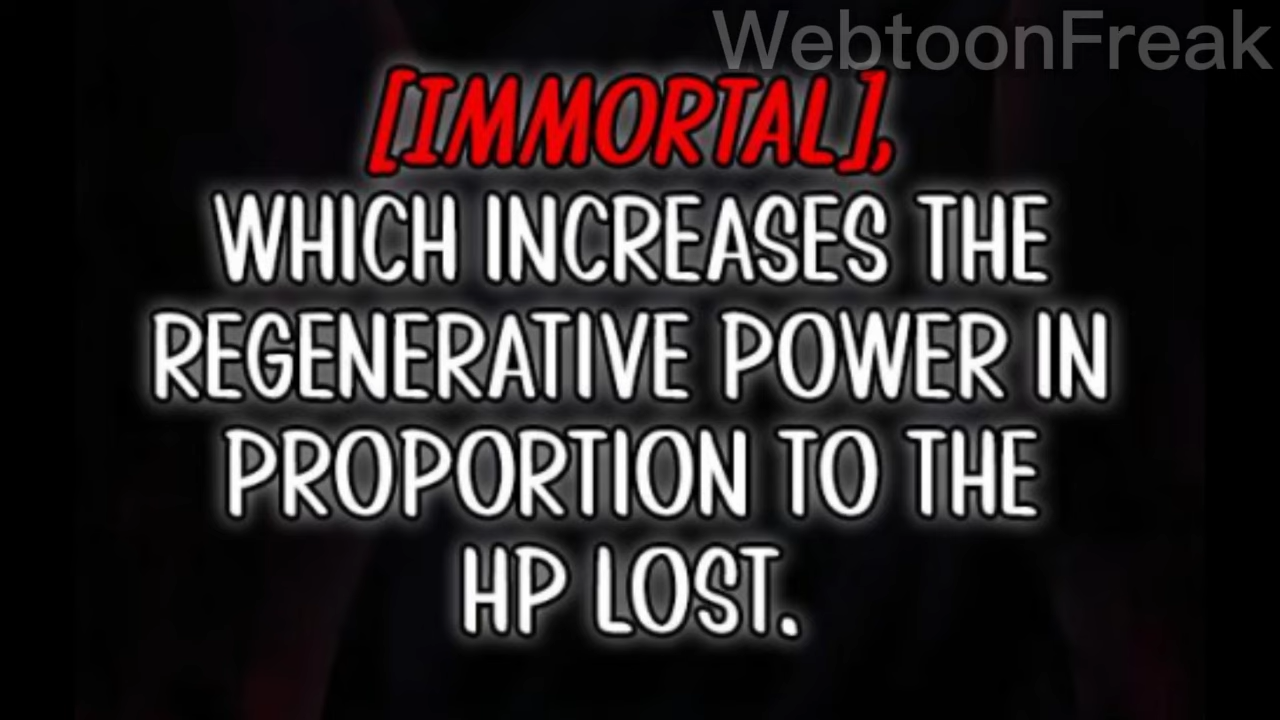 WebtoonFreak
[IMMORTAL],
WHICH INCREASES THE
REGENERATIVE POWER IN
PROPORTION TO THE
HP LOST.